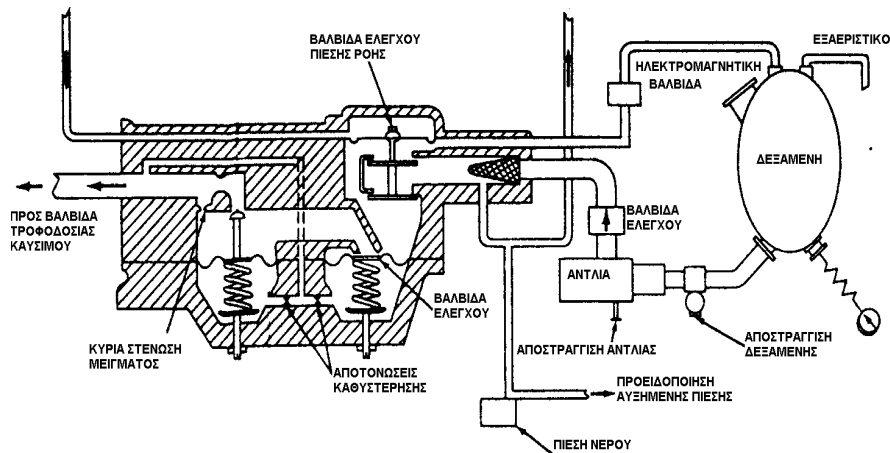 ΒΑΛΒΙΔΑ ΕΛΕΓΧΟΥ
ΠΙΕΣΗΣ ΡΟΗΣ
ΗΛΕΚΤΡΟΜΑΓΝΗΤΙΚΗ
ΒΑΛΒΙΔΑ
ΕΞΑΕΡΙΣΤΙΚΟ
ΔΕΞΑΜΕΝΗ
ΠΡΟΣ ΒΑΛΒΙΔΑ
ΤΡΟΦΟΔΟΣΙΑΣ
ΚΑΥΣΙΜΟΥ
ΒΑΛΒΙΔΑ
ΕΛΕΓΧΟΥ
ΑΝΤΛΙΑ
ΒΑΛΒΙΔΑ
ΕΛΕΓΧΟΥ
ΚΥΡΙΑ ΣΤΕΝΩΣΗ
ΜΕΙΓΜΑΤΟΣ
ΑΠΟΤΟΝΩΣΕΙΣ
ΚΑΘΥΣΤΕΡΗΣΗΣ
ΑΠΟΣΤΡΑΓΓΙΣΗ ΑΝΤΛΙΑΣ
ΑΠΟΣΤΡΑΓΓΙΣΗ
ΔΕΞΑΜΕΝΗΣ
ΠΡΟΕΙΔΟΠΟΙΗΣΗ
ΑΥΞΗΜΕΝΗΣ ΠΙΕΣΗΣ
ΠΙΕΣΗ ΝΕΡΟΥ